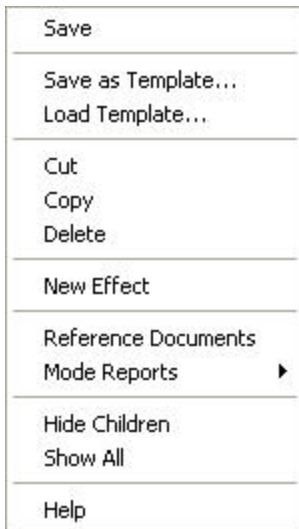 Save
Save as Template...
Load Template...
Cut
Copy
Delete
New Effect
Reference Documents
Mode Reports
Hide Children
Show All
Help